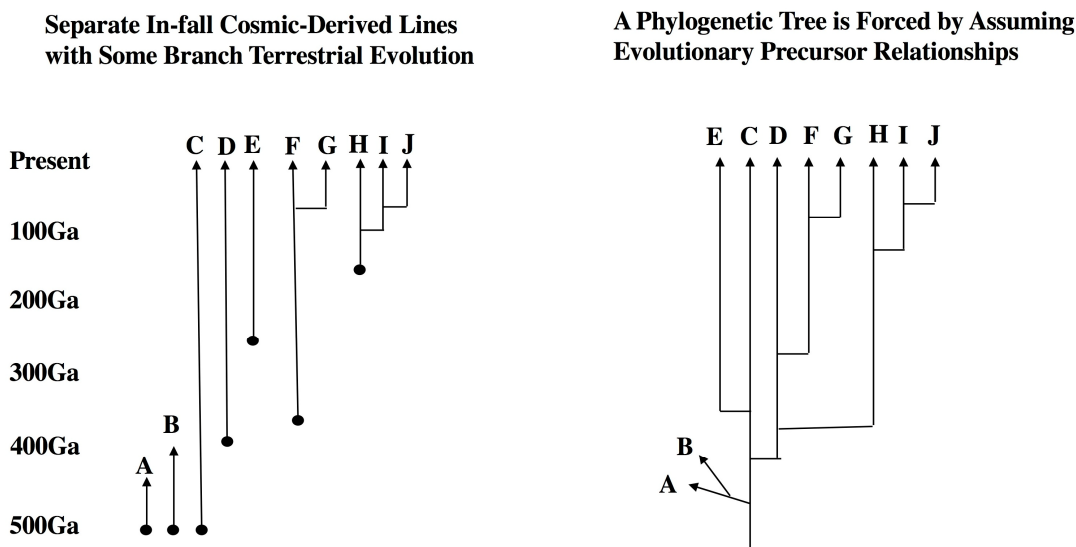 Separate In-fall Cosmic-Derived Lines
with Some Branch Terrestrial Evolution
C D E F G H I J
Present
100Ga
200Ga
300Ga
B
400Ga
A
500Ga
A Phylogenetic Tree is Forced by Assuming
Evolutionary Precursor Relationships
E C D F G H I J
B
A